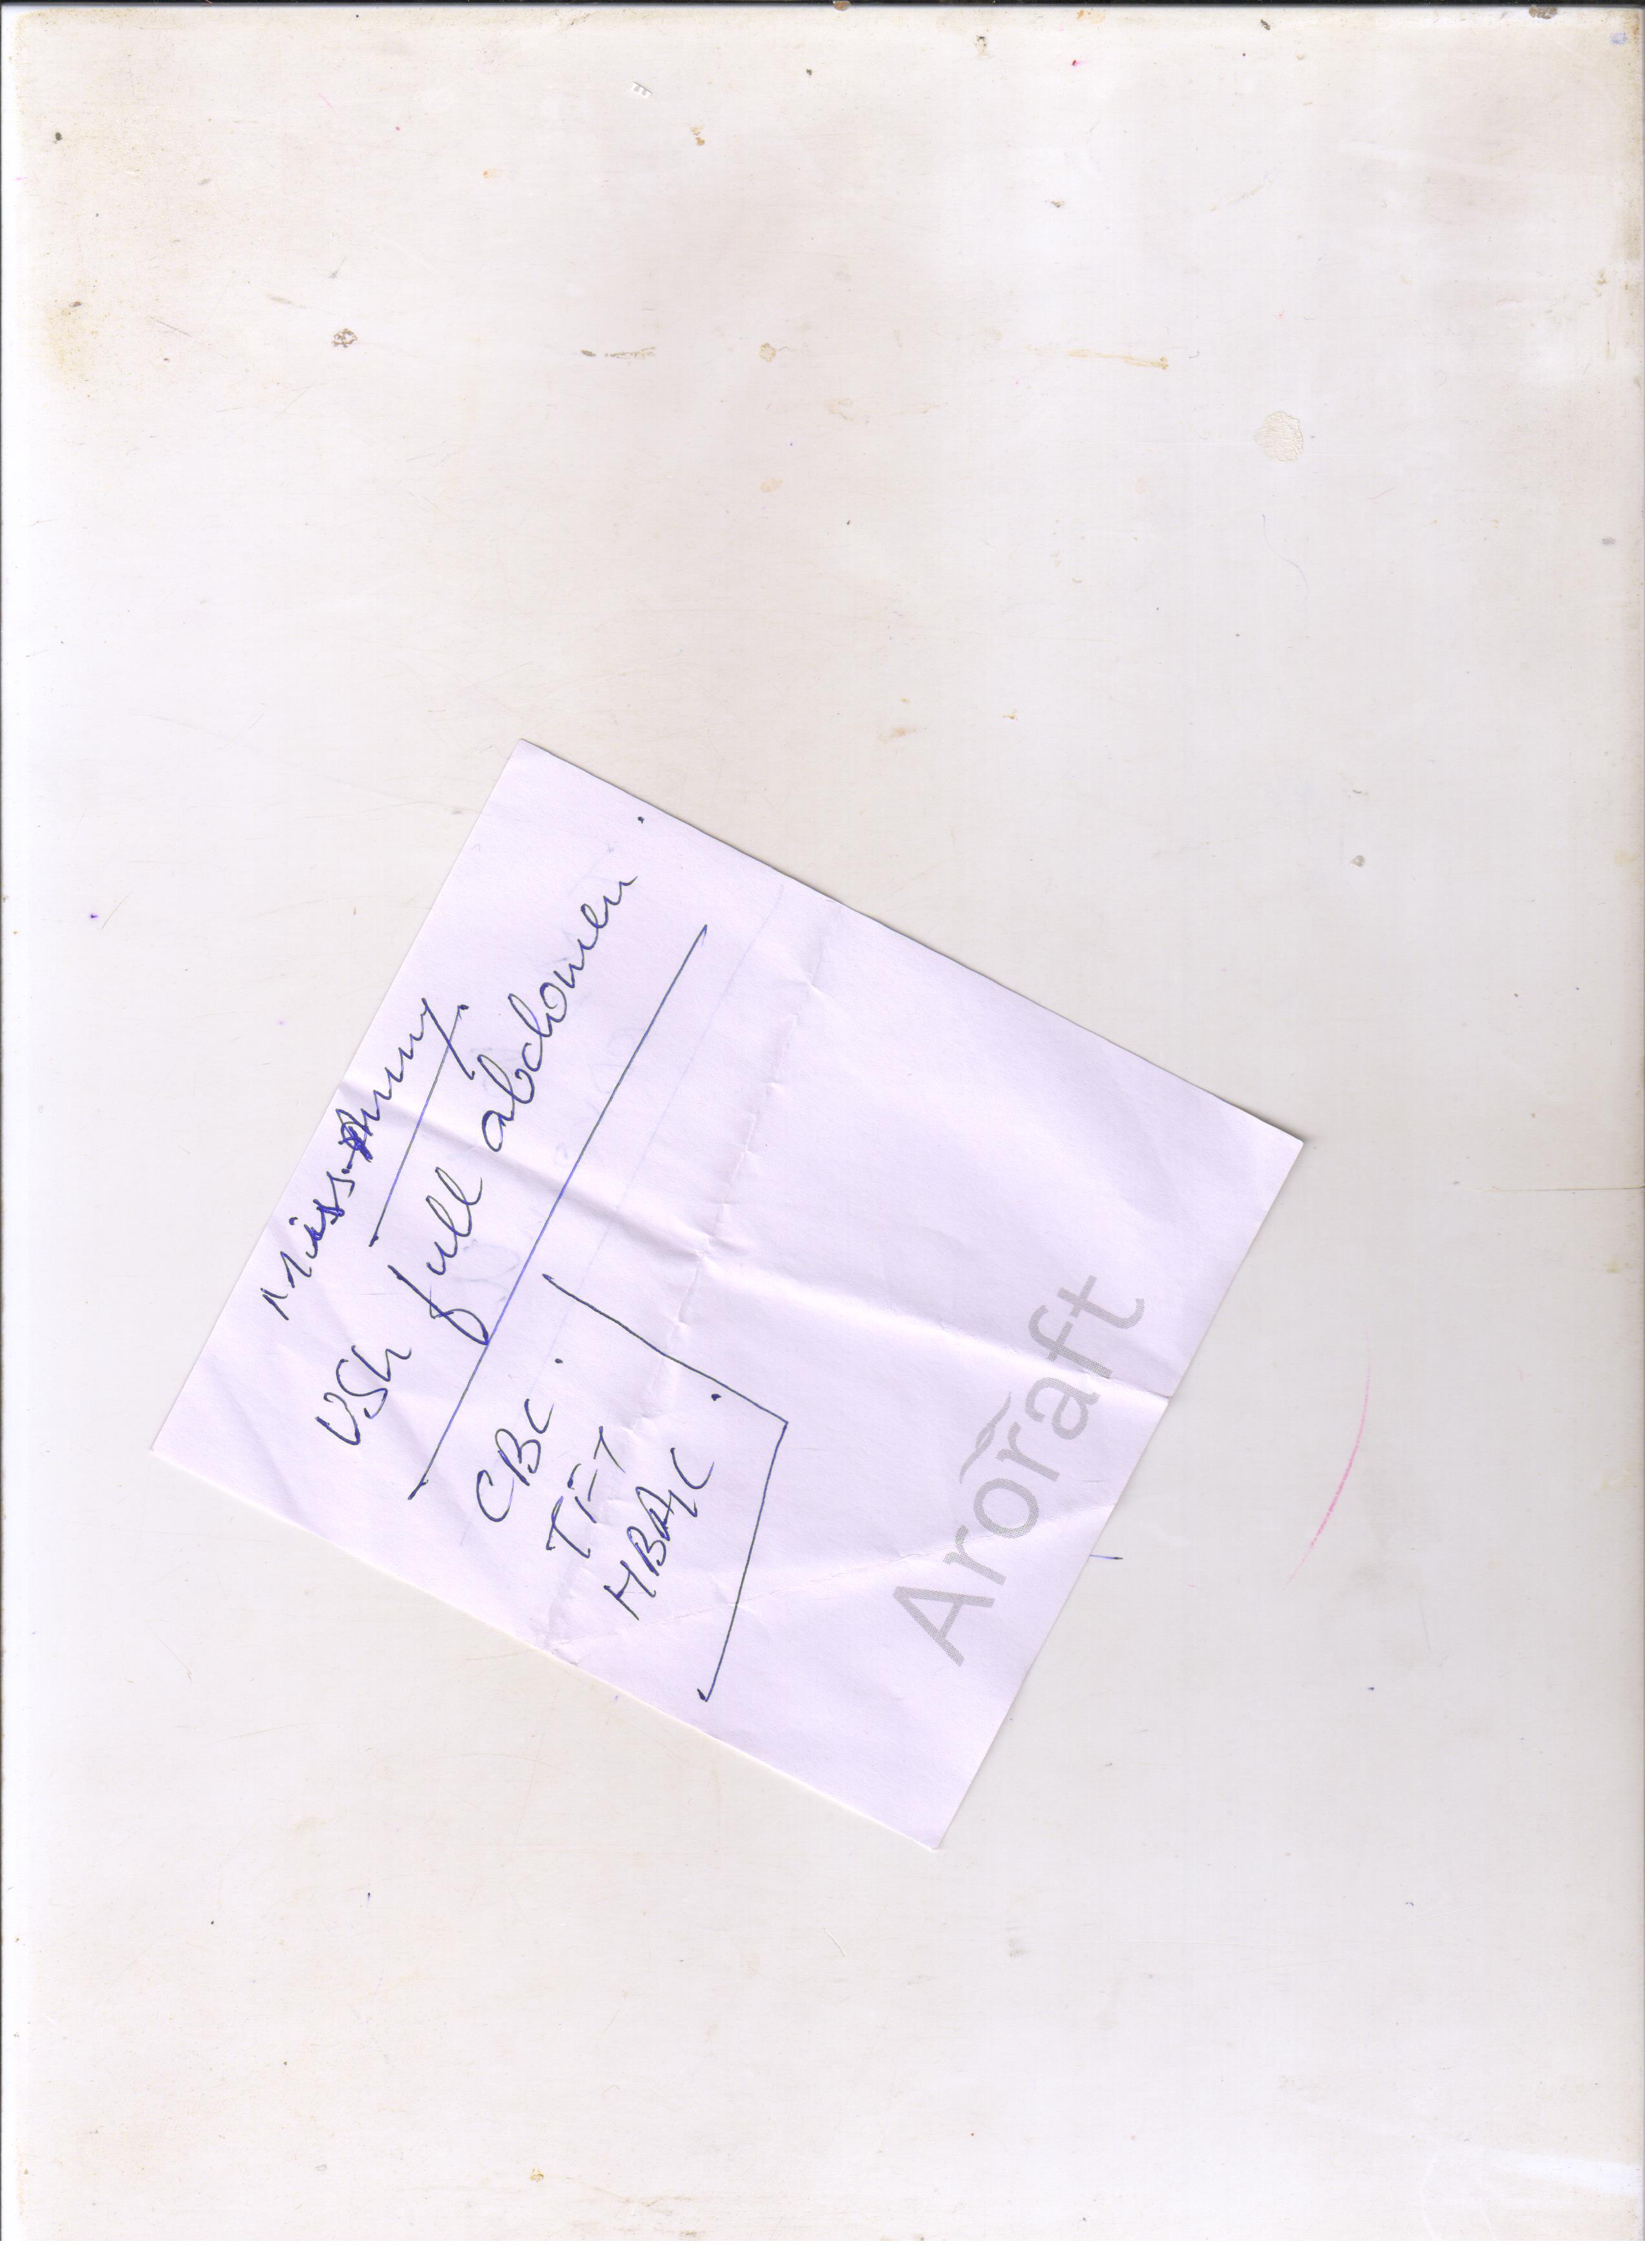 Miss.
USG full abdomen.
CBC.
TFT
HBA1C.
Aroraft